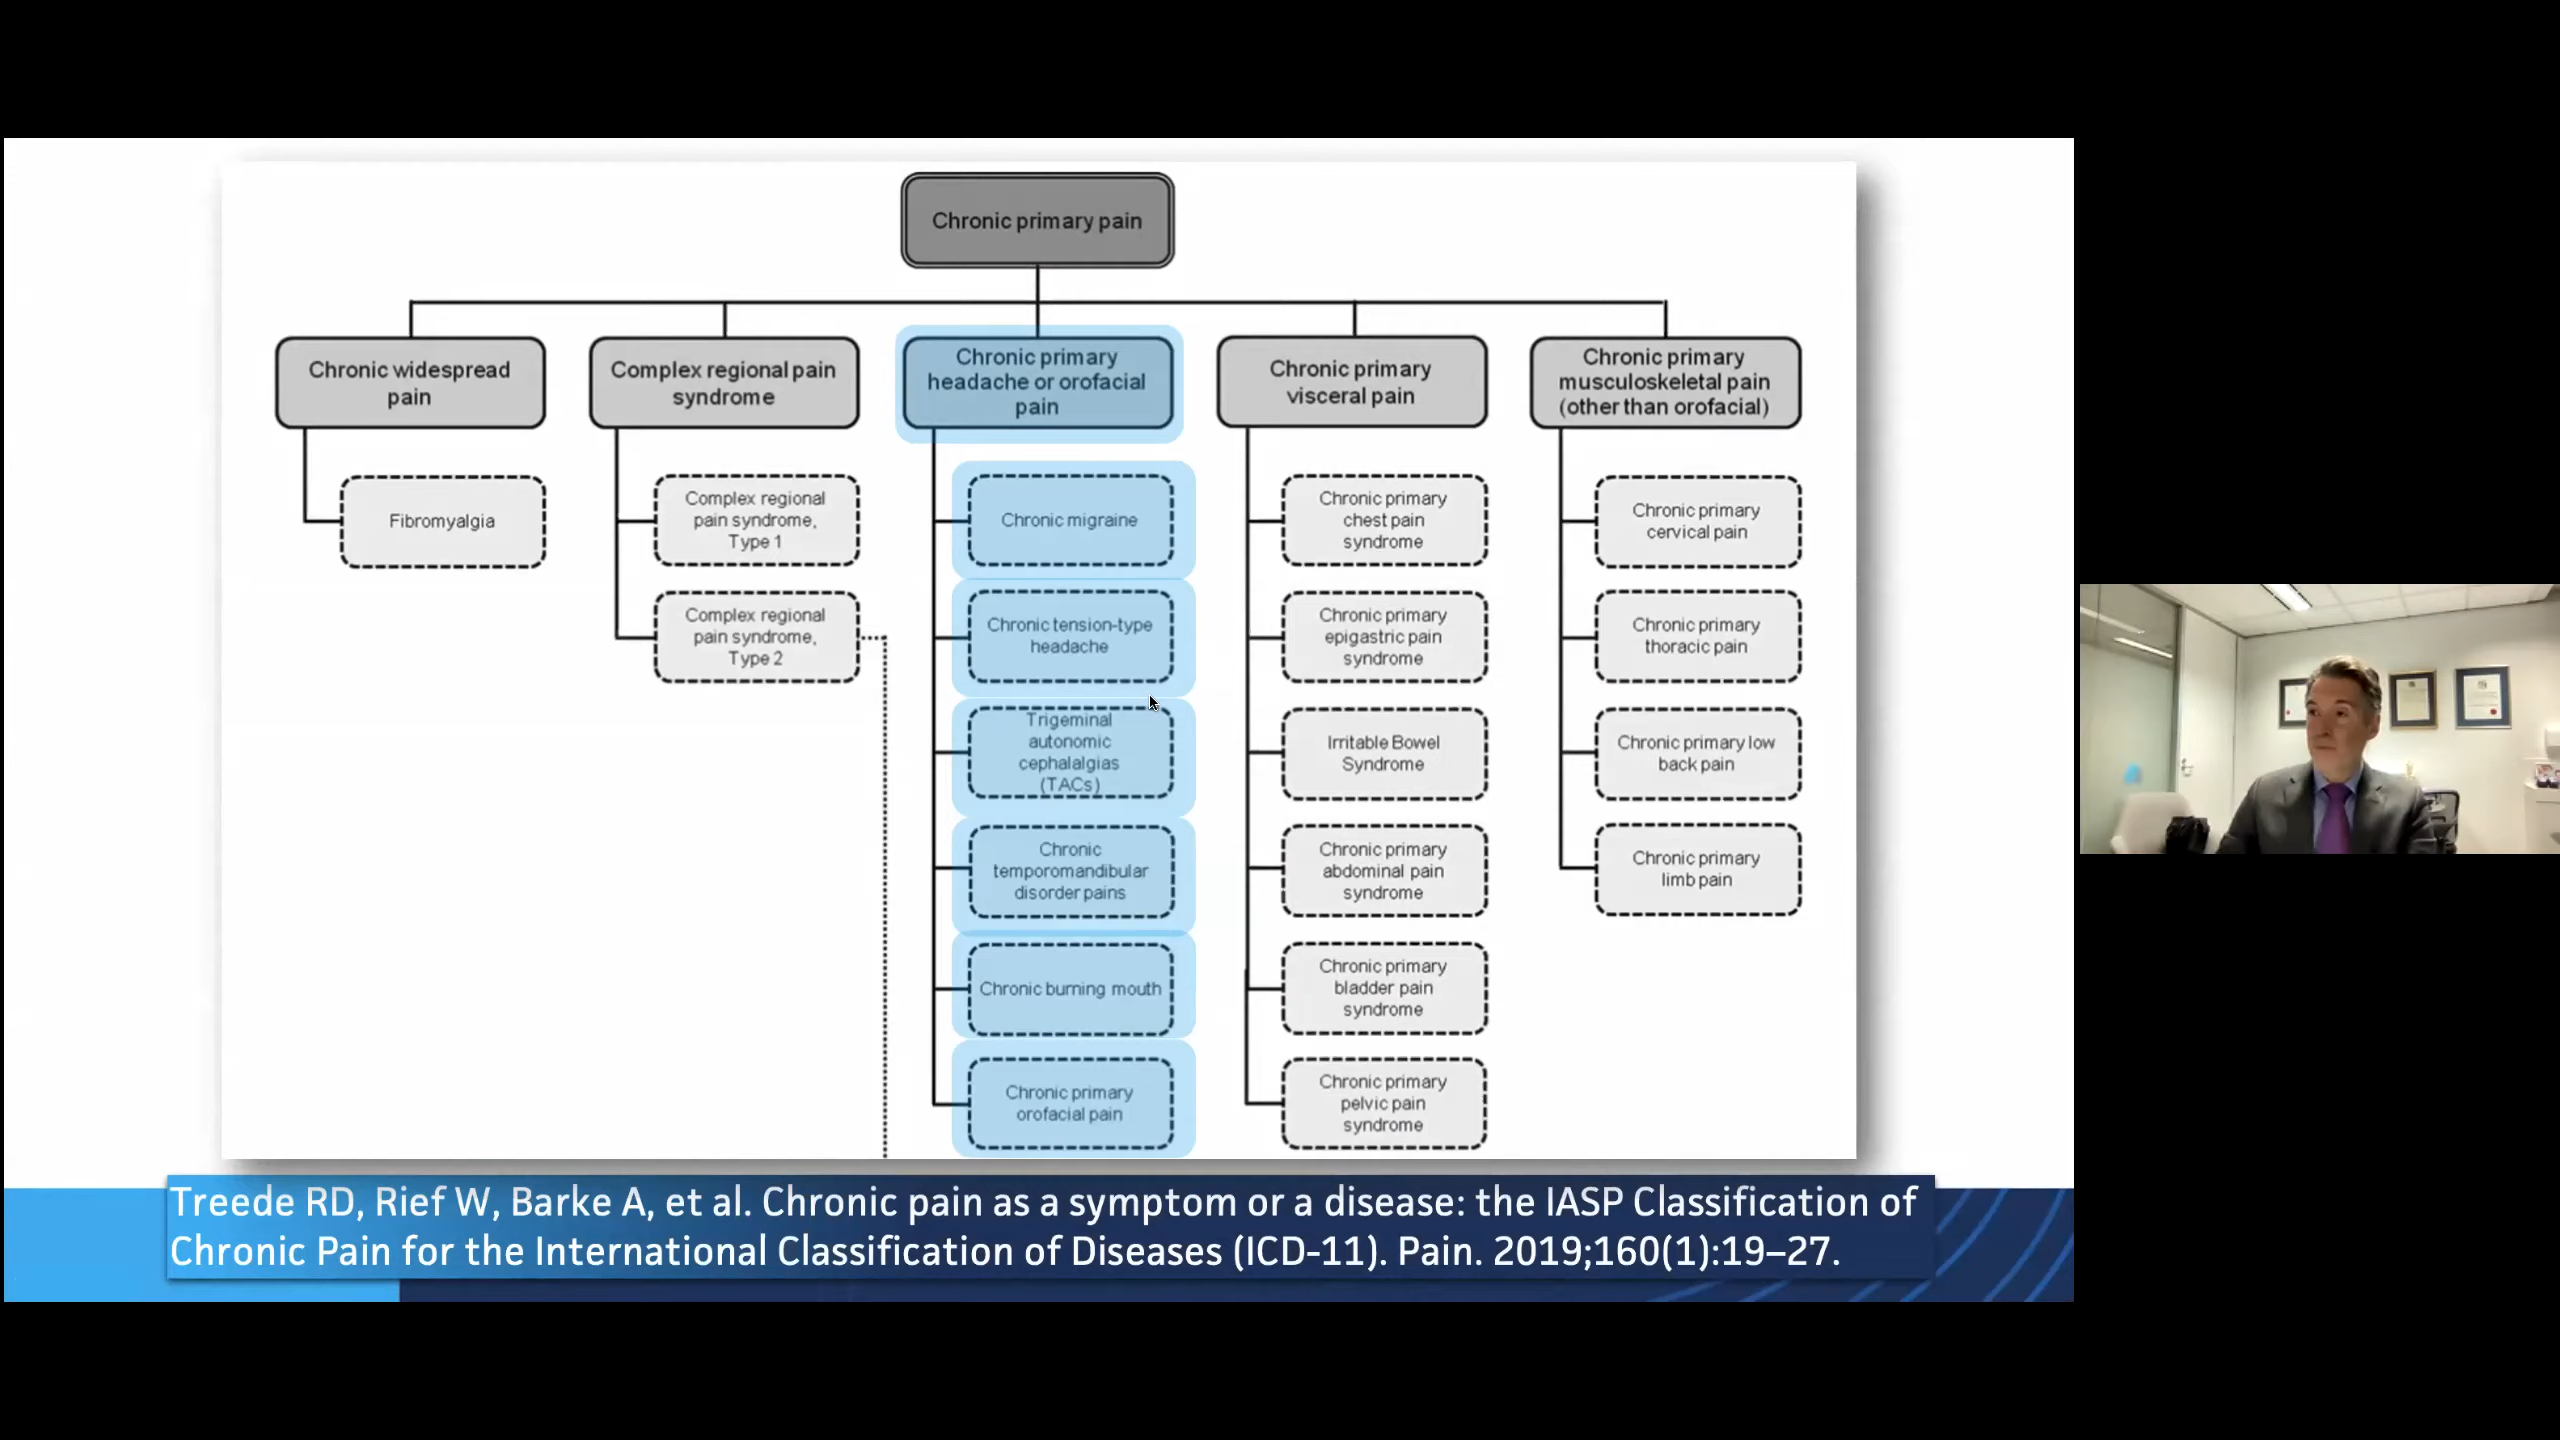 Chronic primary pain
Chronic widespread
pain
Fibromyalgia
Complex regional pain
syndrome
Complex regional
pain syndrome,
Type 1
Complex regional
pain syndrome,
Type 2
Chronic primary
headache or orofacial
pain
Chronic migraine
Chronic tension-type
headache
Trigeminal
autonomic
cephalalgias
(TACs)
Chronic
temporomandibular
disorder pains
Chronic burning mouth
Chronic primary
orofacial pain
Chronic primary
visceral pain
Chronic primary
chest pain
syndrome
Chronic primary
epigastric pain
syndrome
Irritable Bowel
Syndrome
Chronic primary
abdominal pain
syndrome
Chronic primary
bladder pain
syndrome
Chronic primary
pelvic pain
syndrome
Chronic primary
musculoskeletal pain
(other than orofacial)
Chronic primary
cervical pain
Chronic primary
thoracic pain
Chronic primary low
back pain
Chronic primary
limb pain
Treede RD, Rief W, Barke A, et al. Chronic pain as a symptom or a disease: the IASP Classification of
Chronic Pain for the International Classification of Diseases (ICD-11). Pain. 2019;160(1):19–27.